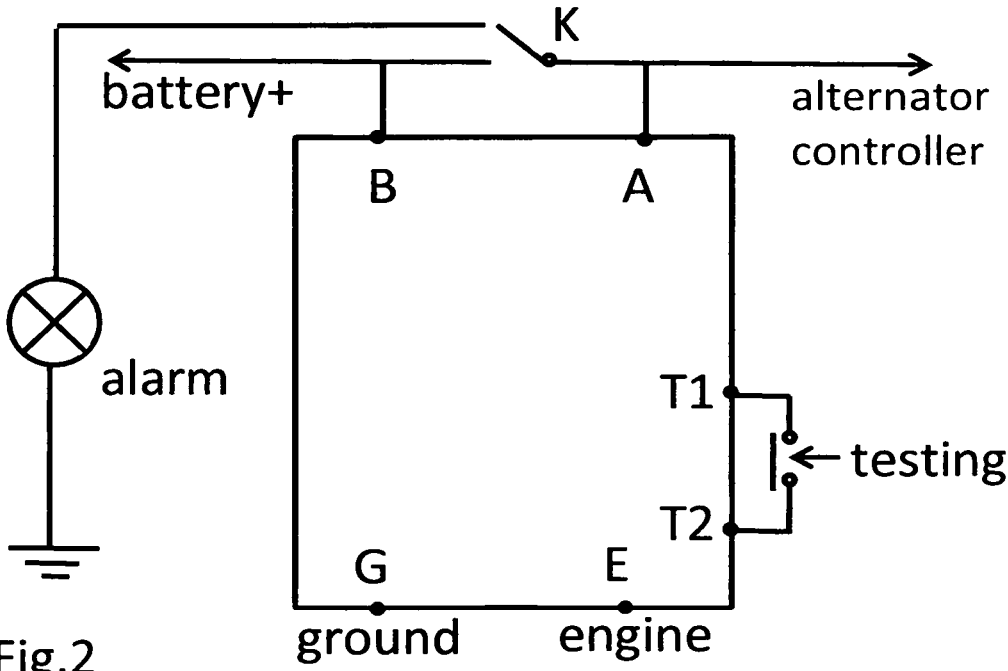 K
battery+
alternator
controller
B
A
alarm
T1
testing
T2
G
E
ground
engine
Fig.2